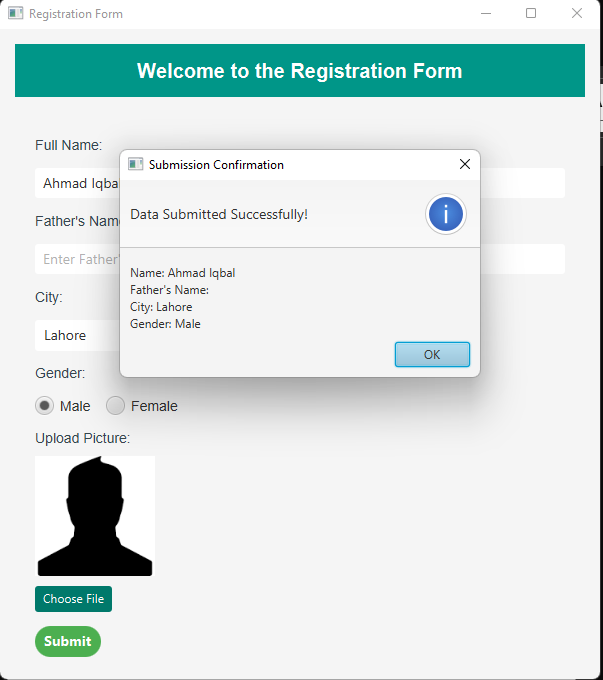 Registration Form
Welcome to the Registration Form
Full Name:
Ahmad Iqba
Father's Name
Enter Father'
City:
Lahore
Gender:
Male
Female
Upload Picture:
Choose File
Submit
Submission Confirmation
Data Submitted Successfully!
i
Name: Ahmad Iqbal
Father's Name:
City: Lahore
Gender: Male
OK